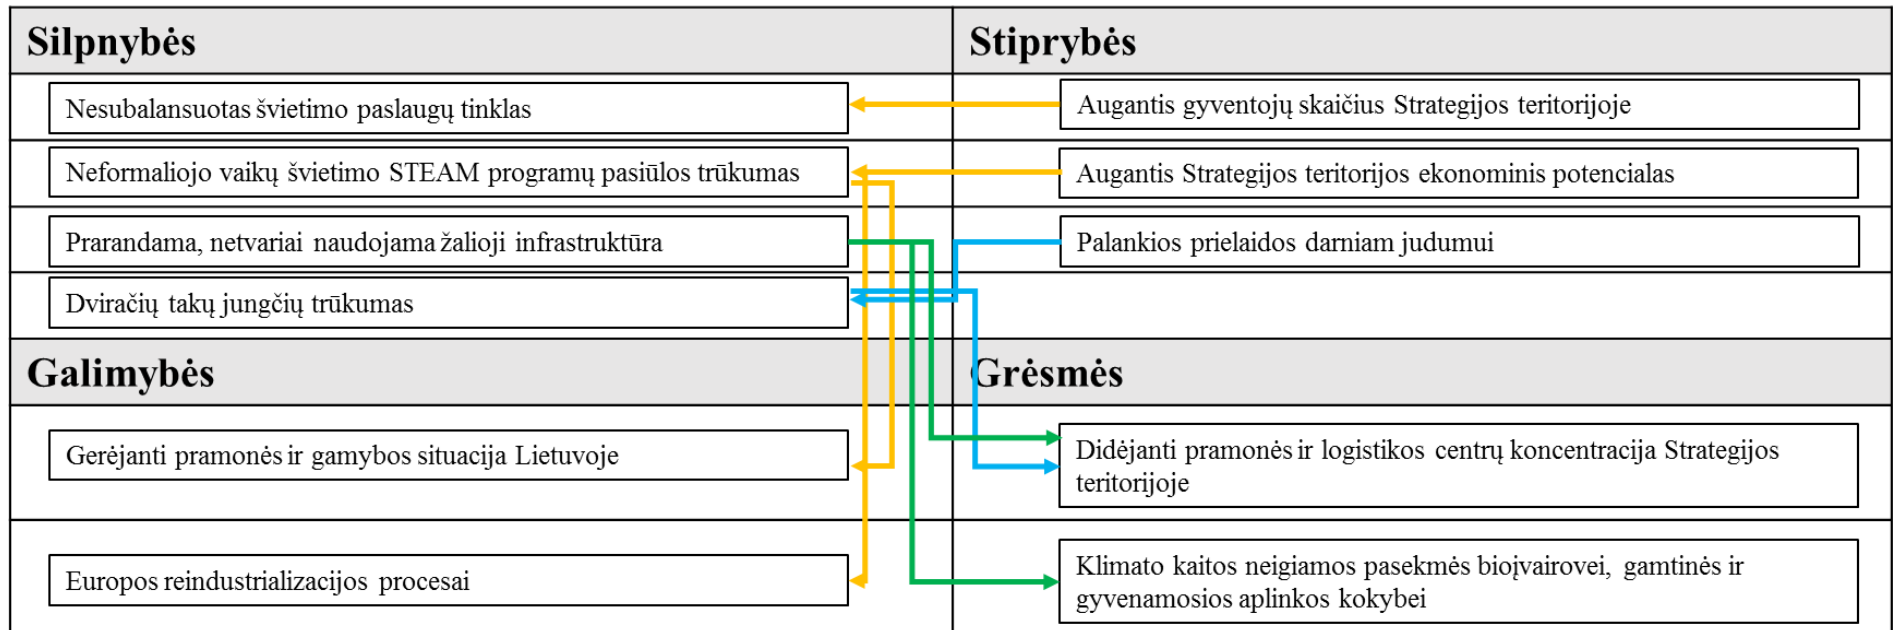 Silpnybės
Stiprybės
Nesubalansuotas švietimo paslaugų tinklas
Augantis gyventojų skaičius Strategijos teritorijoje
Neformaliojo vaikų švietimo STEAM programų pasiūlos trūkumas
Augantis Strategijos teritorijos ekonominis potencialas
Prarandama, netvariai naudojama žalioji infrastruktūra
Palankios prielaidos darniam judumui
Dviračių takų jungčių trūkumas
Galimybės
Grėsmės
Gerėjanti pramonės ir gamybos situacija Lietuvoje
Didėjanti pramonės ir logistikos centrų koncentracija Strategijos
teritorijoje
Europos reindustrializacijos procesai
Klimato kaitos neigiamos pasekmės bioįvairovei, gamtinės ir
gyvenamosios aplinkos kokybei